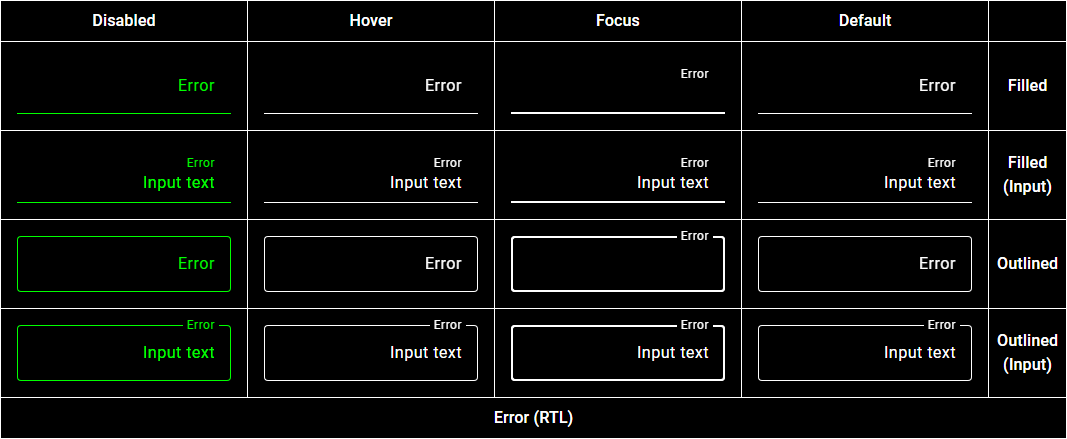 Disabled Hover Focus Default
Error Error Error Error Filled
Error Error Error Error Filled
Input text Input text Input text Input text (Input)
Error Error Error Error Outlined
Error Error Error Error Outlined
Input text Input text Input text Input text (Input)
Error (RTL)